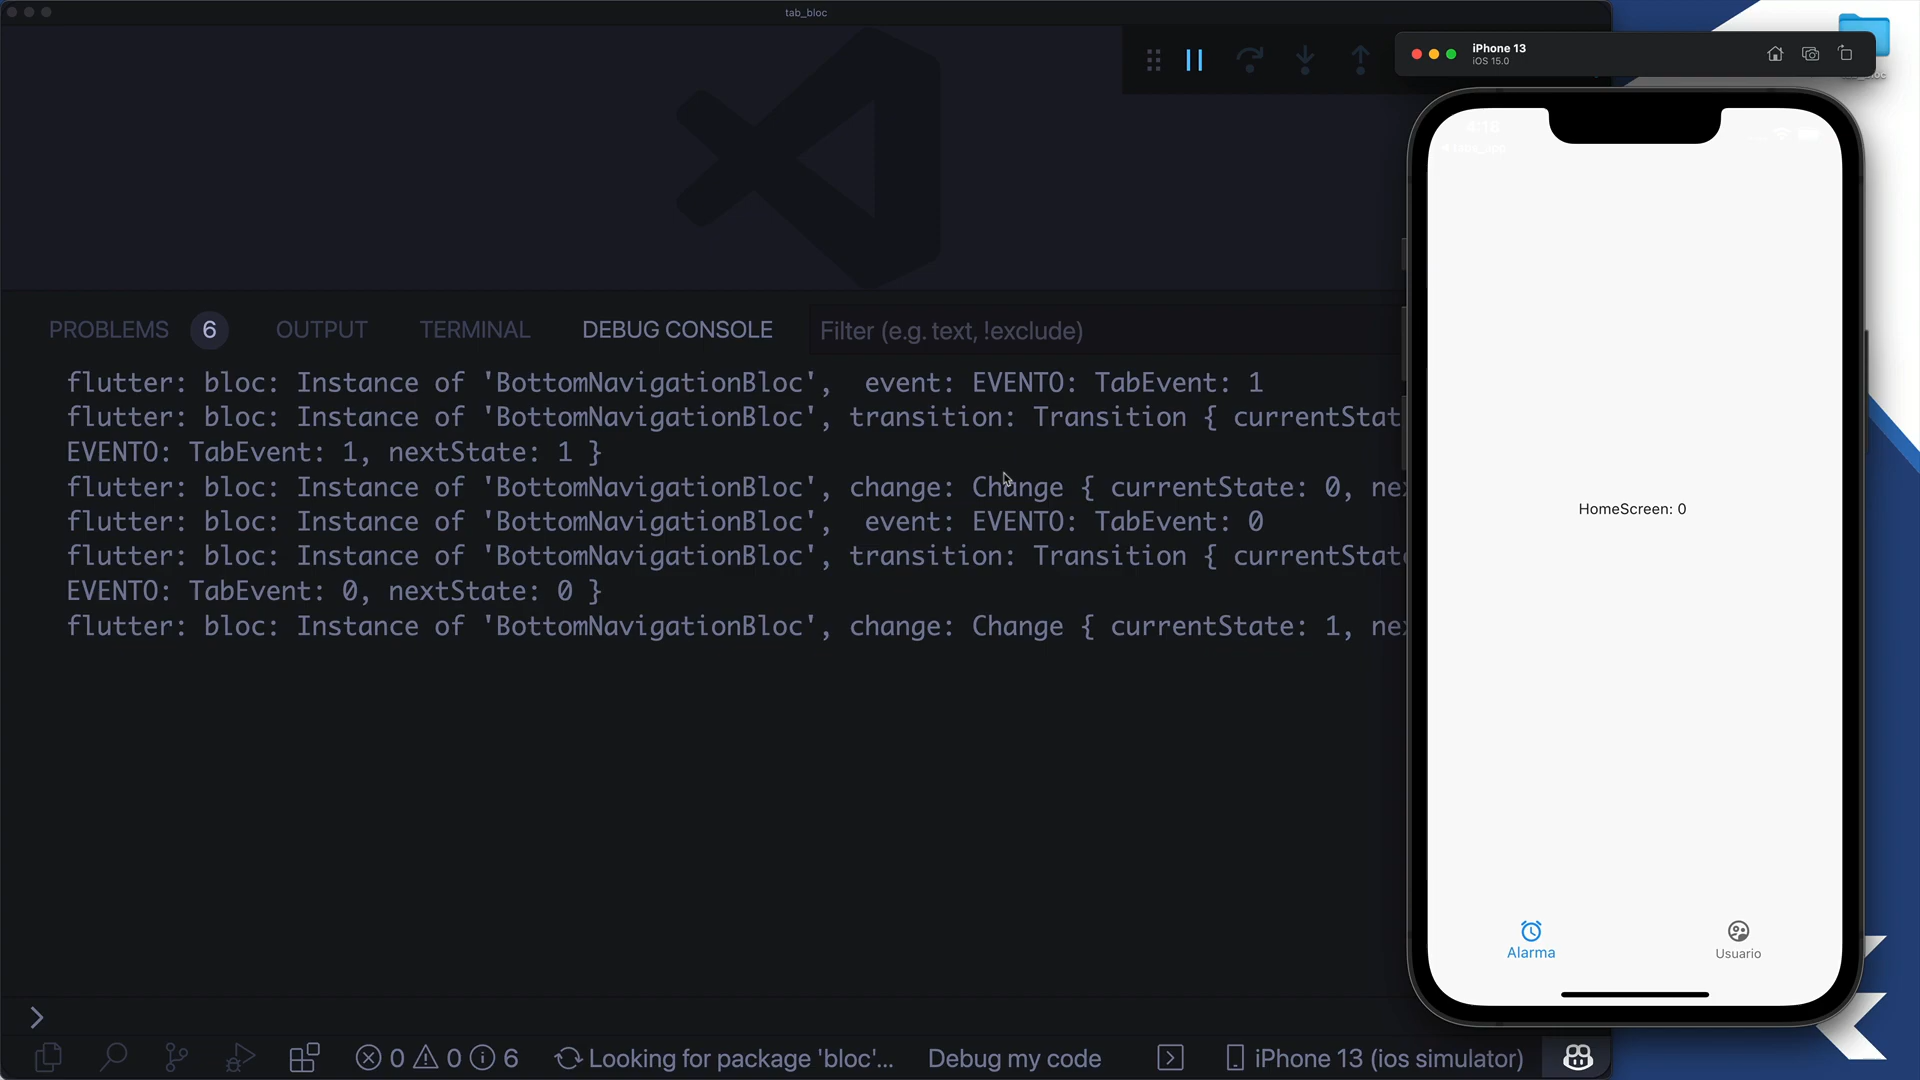 tab_bloc
iPhone 13
iOS 15.0
4:16
PROBLEMS 6 OUTPUT TERMINAL DEBUG CONSOLE Filter (e.g. text, !exclude)
flutter: bloc: Instance of 'BottomNavigationBloc',  event: EVENTO: TabEvent: 1
flutter: bloc: Instance of 'BottomNavigationBloc', transition: Transition { currentStat
EVENTO: TabEvent: 1, nextState: 1 }
flutter: bloc: Instance of 'BottomNavigationBloc', change: Change { currentState: 0, ne
flutter: bloc: Instance of 'BottomNavigationBloc',  event: EVENTO: TabEvent: 0
flutter: bloc: Instance of 'BottomNavigationBloc', transition: Transition { currentStat
EVENTO: TabEvent: 0, nextState: 0 }
flutter: bloc: Instance of 'BottomNavigationBloc', change: Change { currentState: 1, ne
HomeScreen: 0
Alarma
Usuario
0 0 6 Looking for package 'bloc'... Debug my code iPhone 13 (ios simulator)